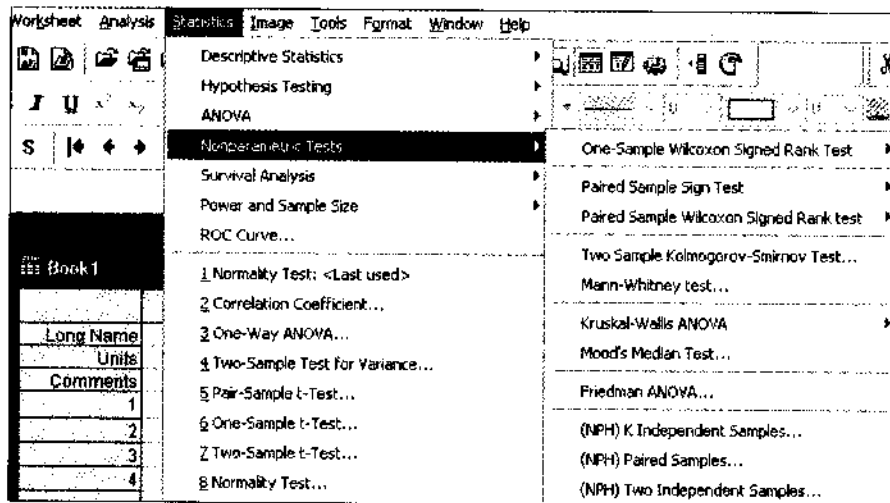 Worksheet Analysis Statistics Image Tools Format Window Help
Descriptive Statistics
Hypothesis Testing
ANOVA
Nonparametric Tests
Survival Analysis
Power and Sample Size
ROC Curve...
1 Normality Test: <Last used>
2 Correlation Coefficient...
3 One-Way ANOVA...
4 Two-Sample Test for Variance...
5 Pair-Sample t-Test...
6 One-Sample t-Test...
7 Two-Sample t-Test...
8 Normality Test...
One-Sample Wilcoxon Signed Rank Test
Paired Sample Sign Test
Paired Sample Wilcoxon Signed Rank test
Two Sample Kolmogorov-Smirnov Test...
Mann-Whitney test...
Kruskal-Wallis ANOVA
Mood's Median Test...
Friedman ANOVA...
(NPH) K Independent Samples...
(NPH) Paired Samples...
(NPH) Two Independent Samples...
I U x² x₂
0 0
S
Book1
Long Name
Units
Comments
1
2
3
4